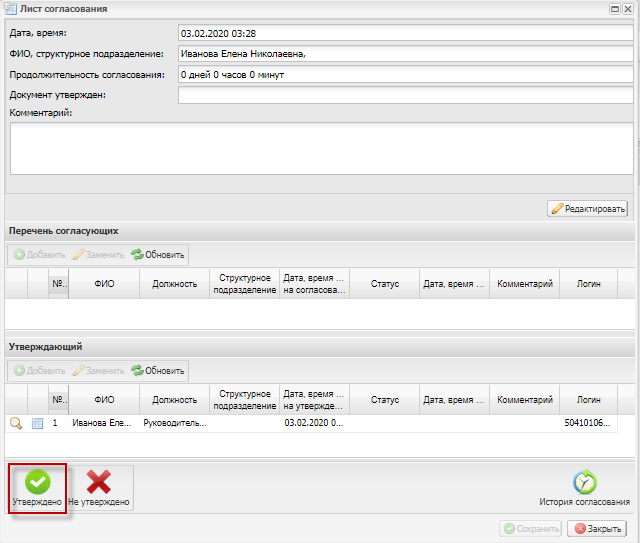 Лист согласования
Дата, время: 03.02.2020 03:28
ФИО, структурное подразделение: Иванова Елена Николаевна,
Продолжительность согласования: 0 дней 0 часов 0 минут
Документ утвержден:
Комментарий:
Редактировать
Перечень согласующих
Добавить Заменить Обновить
№.. ФИО Должность Структурное подразделение Дата, время ... на согласова... Статус Дата, время ... Комментарий Логин
Утверждающий
Добавить Заменить Обновить
№.. ФИО Должность Структурное подразделение Дата, время ... на утвержде... Статус Дата, время ... Комментарий Логин
1 Иванова Еле... Руководитель... 03.02.2020 0... 50410106...
Утверждено Не утверждено История согласования
Сохранить Закрыть